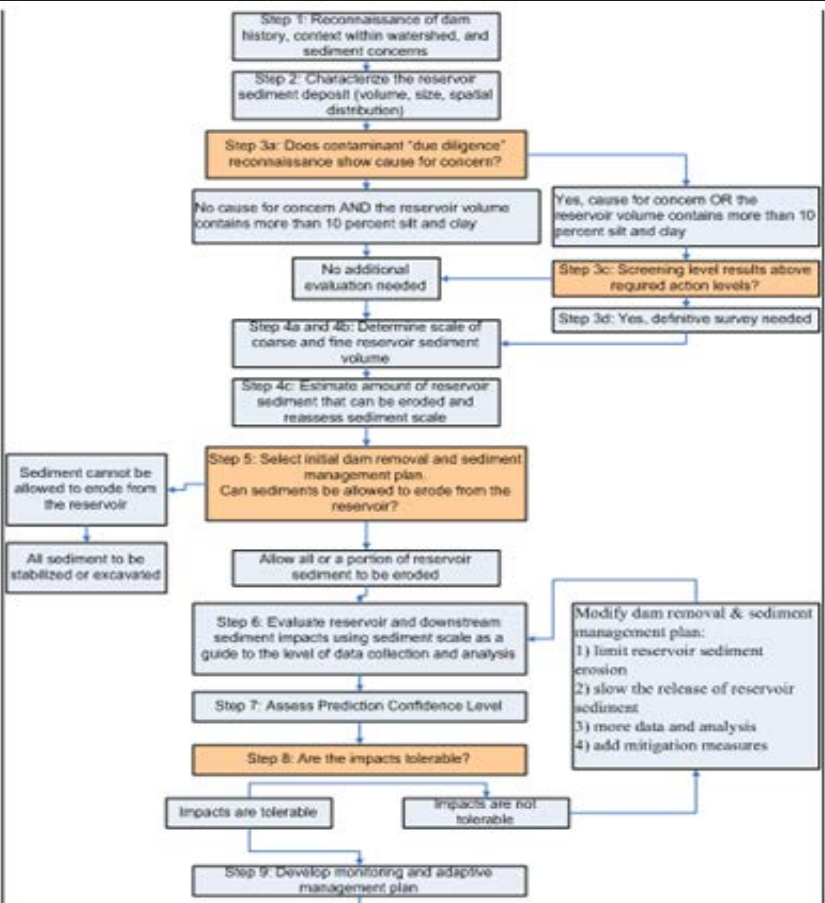 Step 1: Reconnaissance of dam
history, context within watershed, and
sediment concerns
Step 2: Characterize the reservoir
sediment deposit (volume, size, spatial
distribution)
Step 3a: Does contaminant "due diligence"
reconnaissance show cause for concern?
No cause for concern AND the reservoir volume
contains more than 10 percent silt and clay
Yes, cause for concern OR the
reservoir volume contains more than 10
percent silt and clay
No additional
evaluation needed
Step 3c: Screening level results above
required action levels?
Step 3d: Yes, definitive survey needed
Step 4a and 4b: Determine scale of
coarse and fine reservoir sediment
volume
Step 4c: Estimate amount of reservoir
sediment that can be eroded and
reassess sediment scale
Step 5: Select initial dam removal and sediment
management plan.
Can sediments be allowed to erode from the
reservoir?
Sediment cannot be
allowed to erode from
the reservoir
All sediment to be
stabilized or excavated
Allow all or a portion of reservoir
sediment to be eroded
Step 6: Evaluate reservoir and downstream
sediment impacts using sediment scale as a
guide to the level of data collection and analysis
Modify dam removal & sediment
management plan:
1) limit reservoir sediment
erosion
2) slow the release of reservoir
sediment
3) more data and analysis
4) add mitigation measures
Step 7: Assess Prediction Confidence Level
Step 8: Are the impacts tolerable?
Impacts are tolerable
Impacts are not
tolerable
Step 9: Develop monitoring and adaptive
management plan